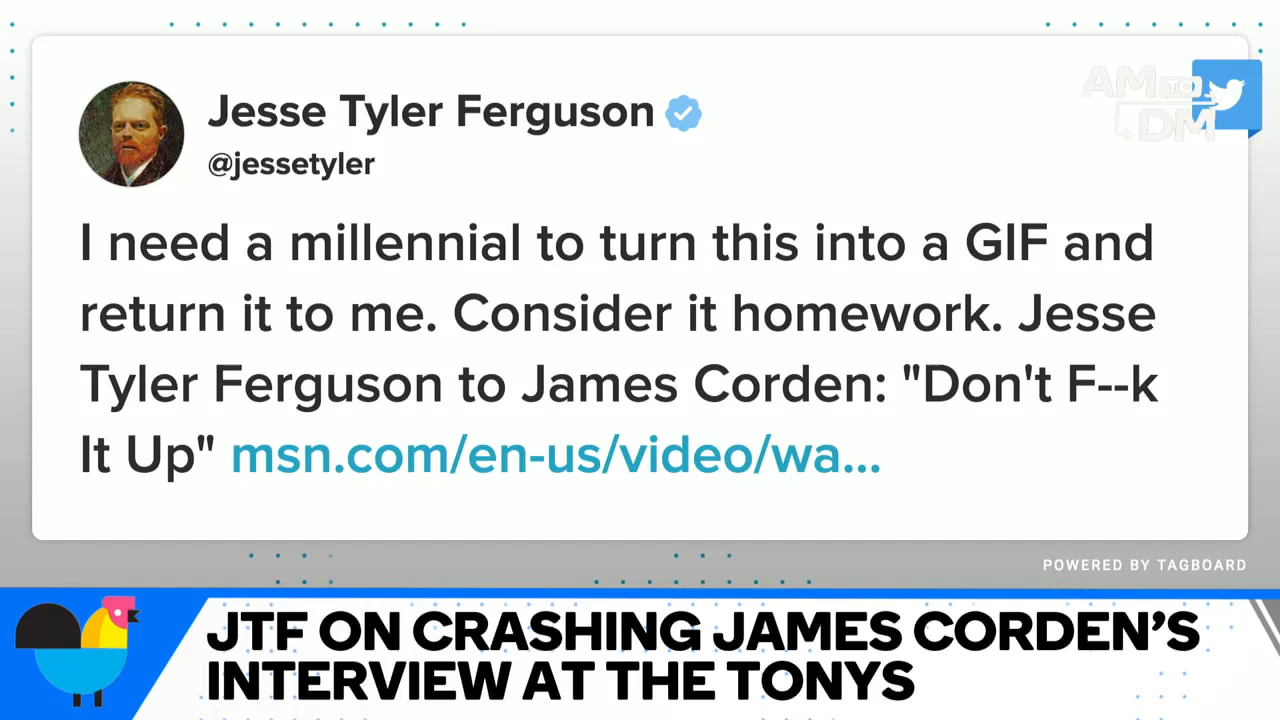 Jesse Tyler Ferguson
@jessetyler
AM TO DM
I need a millennial to turn this into a GIF and
return it to me. Consider it homework. Jesse
Tyler Ferguson to James Corden: "Don't F--k
It Up" msn.com/en-us/video/wa...
POWERED BY TAGBOARD
JTF ON CRASHING JAMES CORDEN'S
INTERVIEW AT THE TONYS